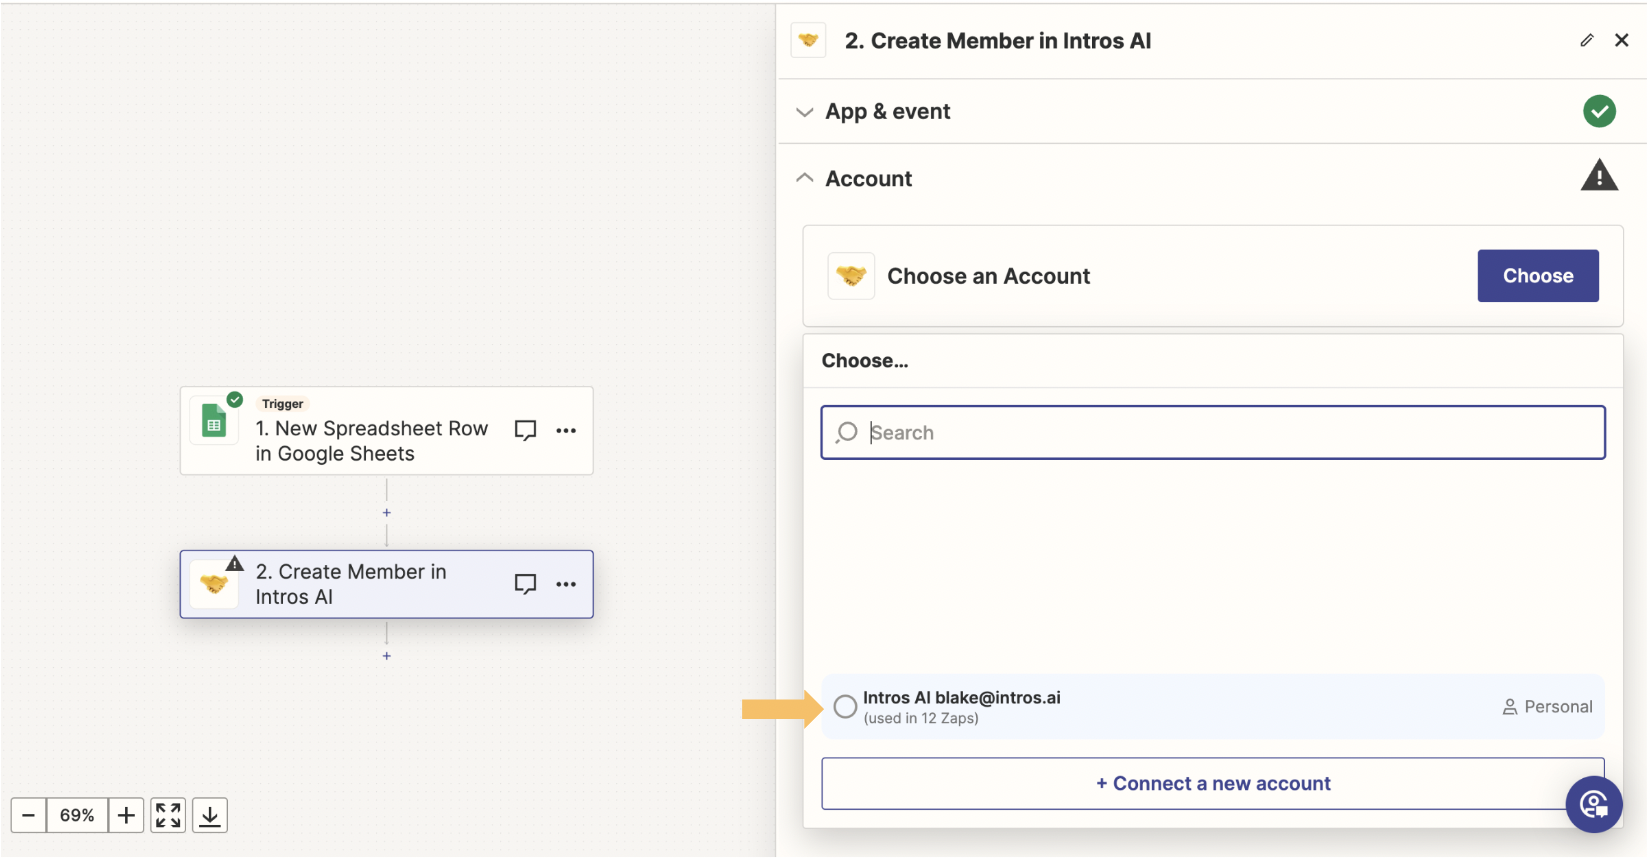 2. Create Member in Intros AI
App & event
Account
Choose an Account
Choose
Choose...
Search
Intros AI blake@intros.ai
(used in 12 Zaps)
Personal
+ Connect a new account
Trigger
1. New Spreadsheet Row
in Google Sheets
2. Create Member in
Intros AI
69%